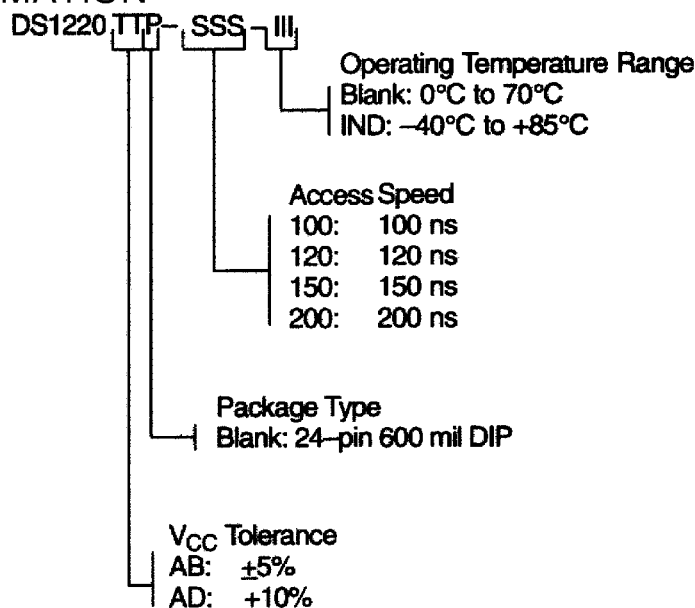 DS1220 TTP– SSS –III
Operating Temperature Range
Blank: 0°C to 70°C
IND: –40°C to +85°C
Access Speed
100: 100 ns
120: 120 ns
150: 150 ns
200: 200 ns
Package Type
Blank: 24–pin 600 mil DIP
VCC Tolerance
AB: ±5%
AD: +10%